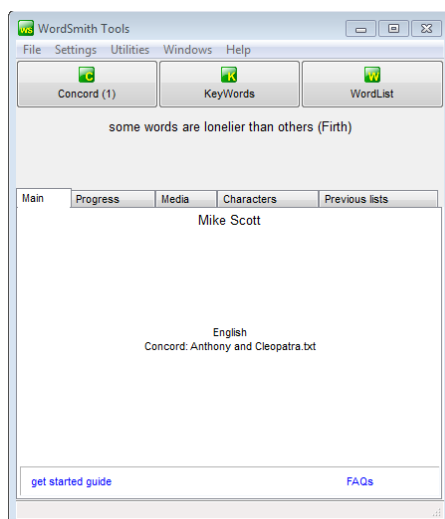 WS WordSmith Tools
File Settings Utilities Windows Help
C K W
Concord (1) KeyWords WordList
some words are lonelier than others (Firth)
Main Progress Media Characters Previous lists
Mike Scott
English
Concord: Anthony and Cleopatra.txt
get started guide FAQs